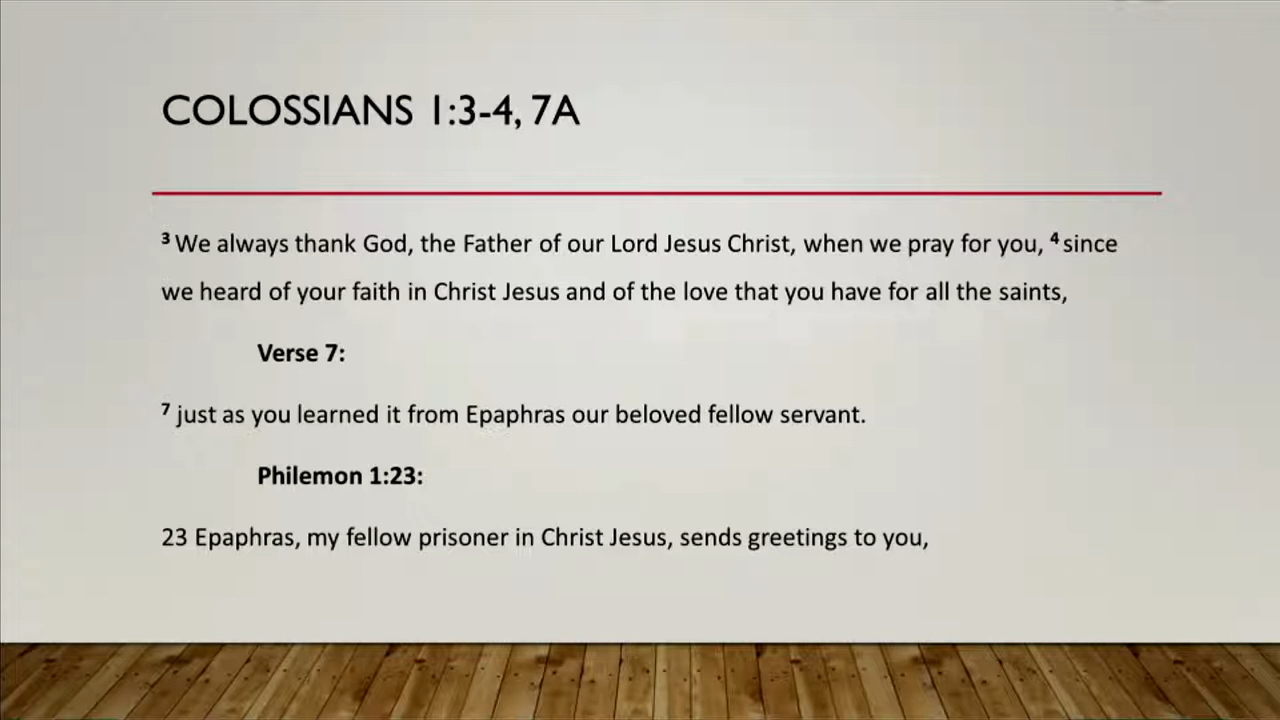 COLOSSIANS 1:3-4, 7A
³ We always thank God, the Father of our Lord Jesus Christ, when we pray for you, ⁴ since
we heard of your faith in Christ Jesus and of the love that you have for all the saints,
Verse 7:
⁷ just as you learned it from Epaphras our beloved fellow servant.
Philemon 1:23:
23 Epaphras, my fellow prisoner in Christ Jesus, sends greetings to you,